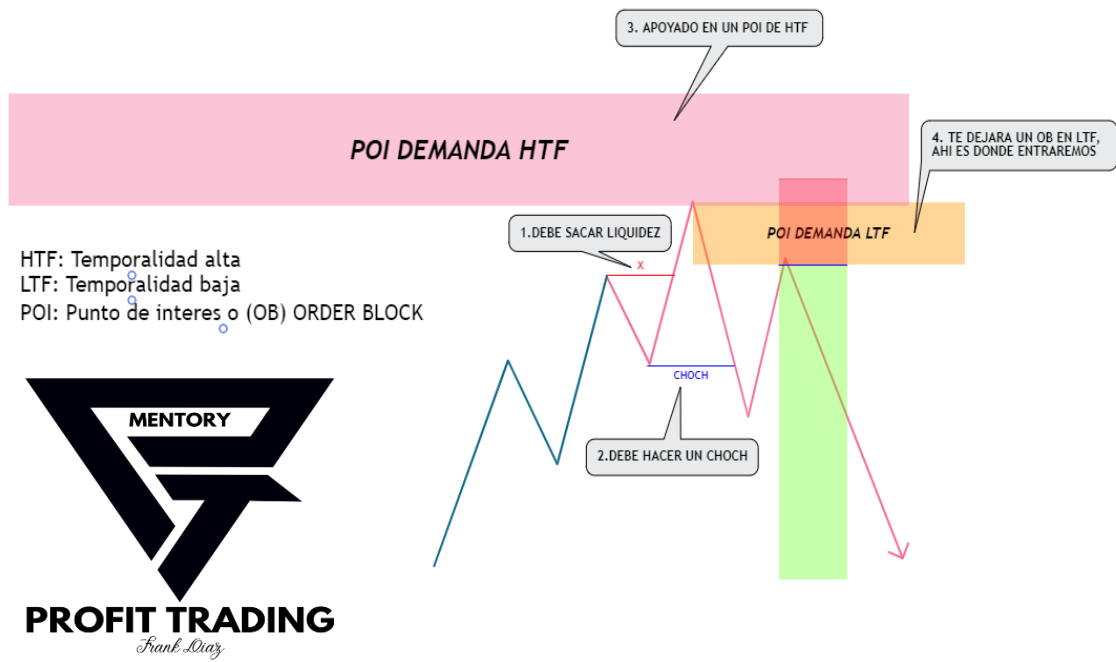 3. APOYADO EN UN POI DE HTF
POI DEMANDA HTF
4. TE DEJARA UN OB EN LTF,
AHI ES DONDE ENTRAREMOS
1.DEBE SACAR LIQUIDEZ
POI DEMANDA LTF
X
HTF: Temporalidad alta
LTF: Temporalidad baja
POI: Punto de interes o (OB) ORDER BLOCK
CHOCH
2.DEBE HACER UN CHOCH
MENTORY
PROFIT TRADING
Frank Diaz